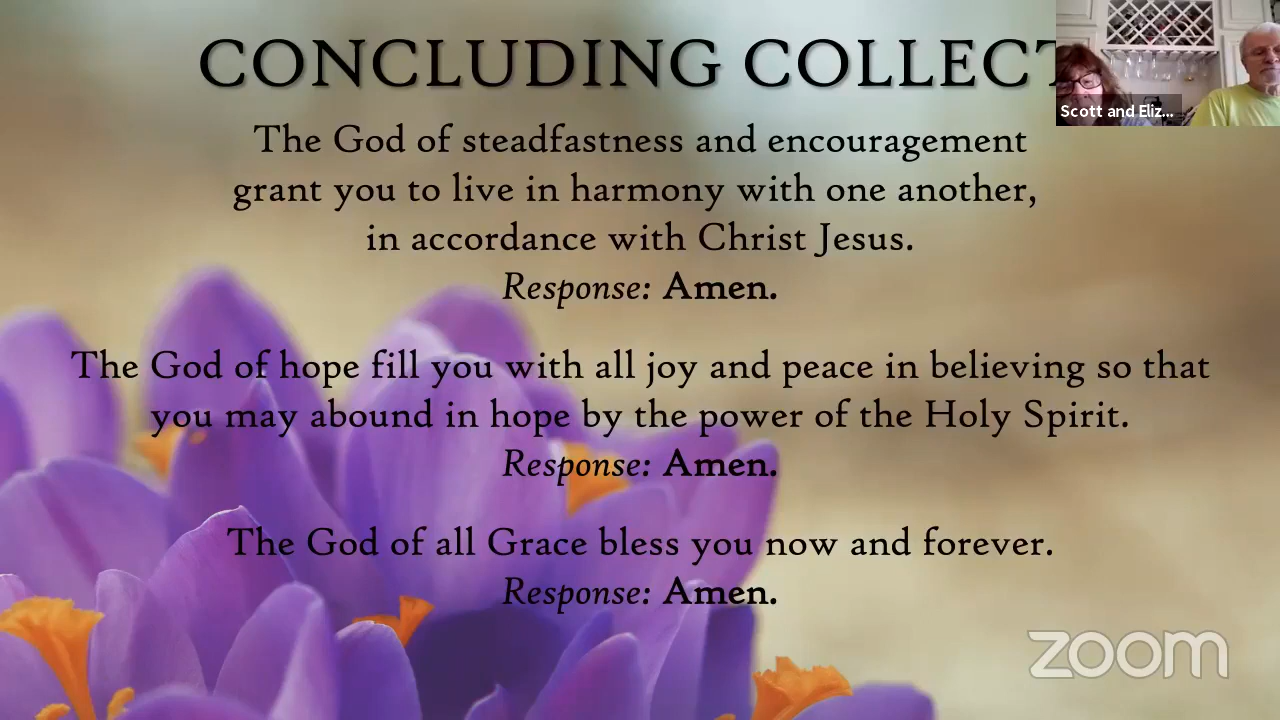 CONCLUDING COLLECT
Scott and Eliz...
The God of steadfastness and encouragement
grant you to live in harmony with one another,
in accordance with Christ Jesus.
Response: Amen.
The God of hope fill you with all joy and peace in believing so that
you may abound in hope by the power of the Holy Spirit.
Response: Amen.
The God of all Grace bless you now and forever.
Response: Amen.
zoom